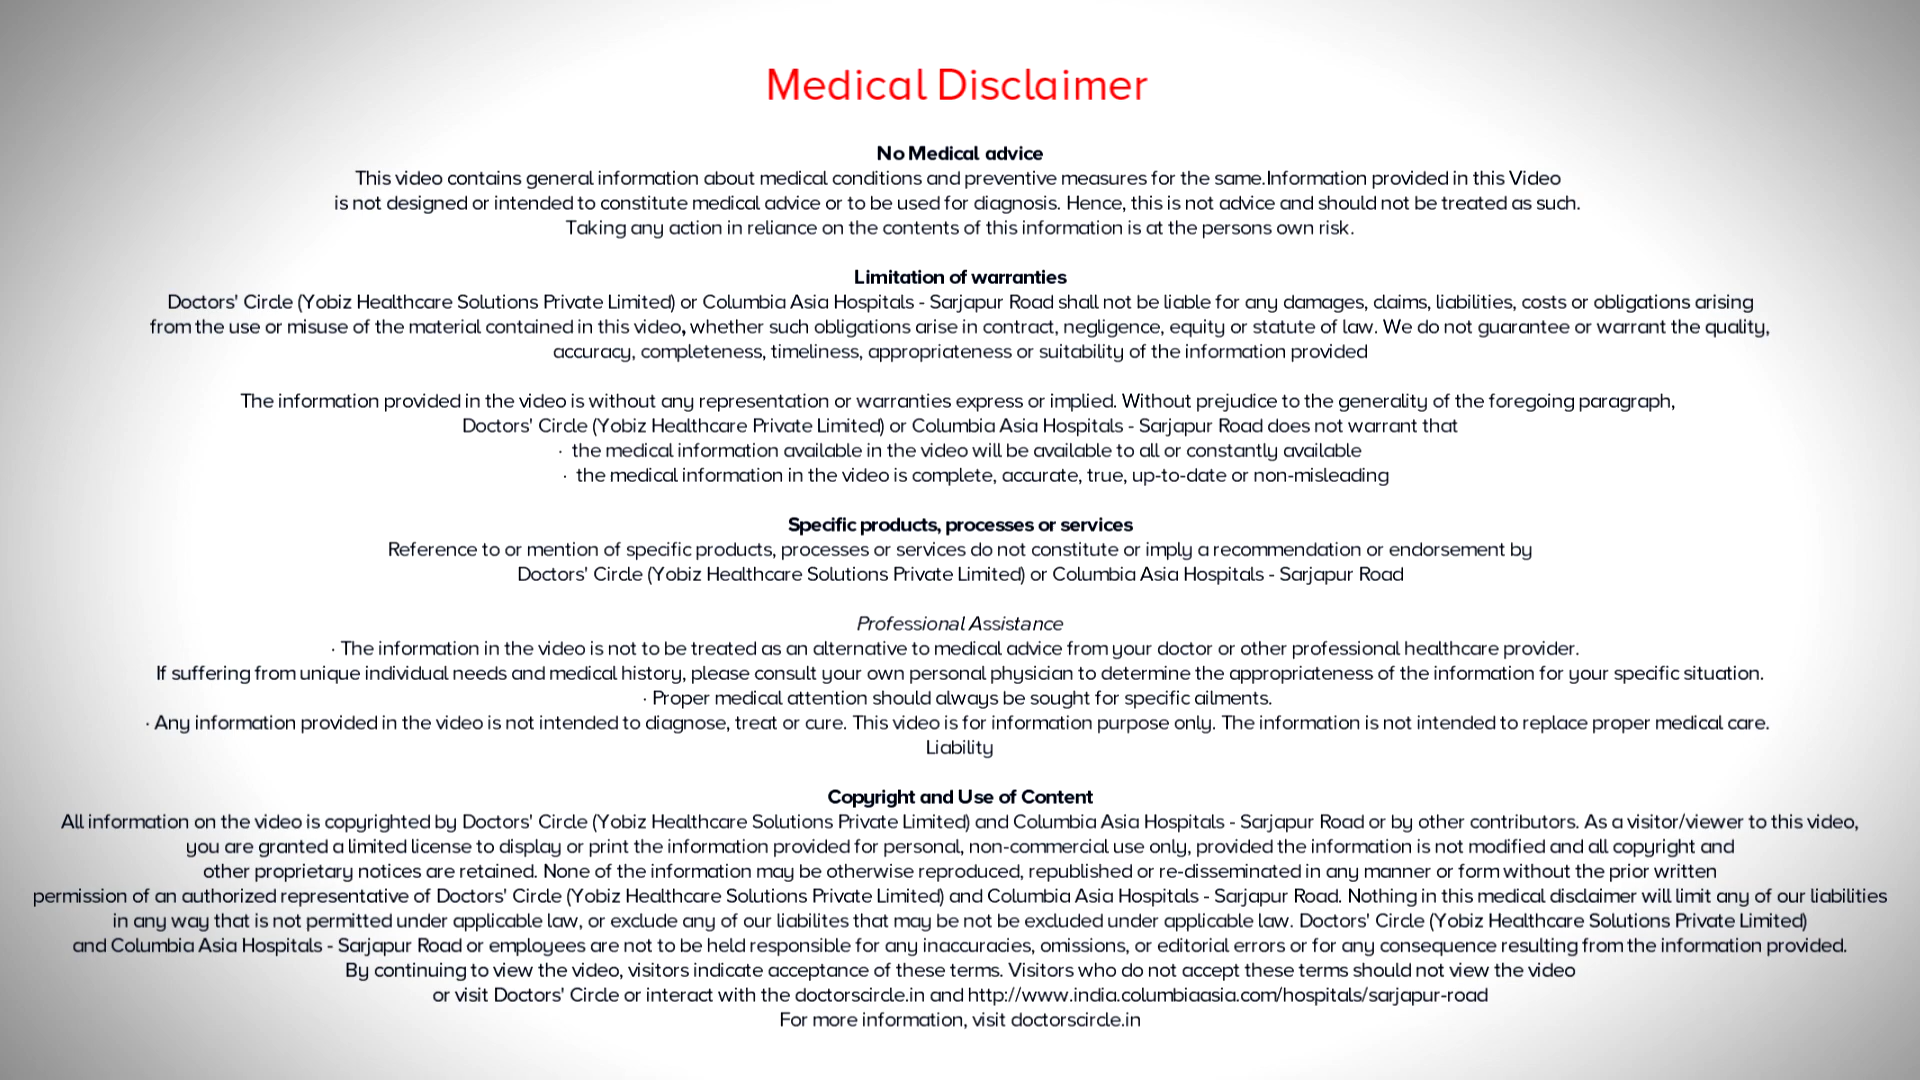 Medical Disclaimer
No Medical advice
This video contains general information about medical conditions and preventive measures for the same.Information provided in this Video
is not designed or intended to constitute medical advice or to be used for diagnosis. Hence, this is not advice and should not be treated as such.
Taking any action in reliance on the contents of this information is at the persons own risk.
Limitation of warranties
Doctors' Circle (Yobiz Healthcare Solutions Private Limited) or Columbia Asia Hospitals - Sarjapur Road shall not be liable for any damages, claims, liabilities, costs or obligations arising
from the use or misuse of the material contained in this video, whether such obligations arise in contract, negligence, equity or statute of law. We do not guarantee or warrant the quality,
accuracy, completeness, timeliness, appropriateness or suitability of the information provided
The information provided in the video is without any representation or warranties express or implied. Without prejudice to the generality of the foregoing paragraph,
Doctors' Circle (Yobiz Healthcare Private Limited) or Columbia Asia Hospitals - Sarjapur Road does not warrant that
· the medical information available in the video will be available to all or constantly available
· the medical information in the video is complete, accurate, true, up-to-date or non-misleading
Specific products, processes or services
Reference to or mention of specific products, processes or services do not constitute or imply a recommendation or endorsement by
Doctors' Circle (Yobiz Healthcare Solutions Private Limited) or Columbia Asia Hospitals - Sarjapur Road
Professional Assistance
· The information in the video is not to be treated as an alternative to medical advice from your doctor or other professional healthcare provider.
If suffering from unique individual needs and medical history, please consult your own personal physician to determine the appropriateness of the information for your specific situation.
· Proper medical attention should always be sought for specific ailments.
· Any information provided in the video is not intended to diagnose, treat or cure. This video is for information purpose only. The information is not intended to replace proper medical care.
Liability
Copyright and Use of Content
All information on the video is copyrighted by Doctors' Circle (Yobiz Healthcare Solutions Private Limited) and Columbia Asia Hospitals - Sarjapur Road or by other contributors. As a visitor/viewer to this video,
you are granted a limited license to display or print the information provided for personal, non-commercial use only, provided the information is not modified and all copyright and
other proprietary notices are retained. None of the information may be otherwise reproduced, republished or re-disseminated in any manner or form without the prior written
permission of an authorized representative of Doctors' Circle (Yobiz Healthcare Solutions Private Limited) and Columbia Asia Hospitals - Sarjapur Road. Nothing in this medical disclaimer will limit any of our liabilities
in any way that is not permitted under applicable law, or exclude any of our liabilites that may be not be excluded under applicable law. Doctors' Circle (Yobiz Healthcare Solutions Private Limited)
and Columbia Asia Hospitals - Sarjapur Road or employees are not to be held responsible for any inaccuracies, omissions, or editorial errors or for any consequence resulting from the information provided.
By continuing to view the video, visitors indicate acceptance of these terms. Visitors who do not accept these terms should not view the video
or visit Doctors' Circle or interact with the doctorscircle.in and http://www.india.columbiaasia.com/hospitals/sarjapur-road
For more information, visit doctorscircle.in